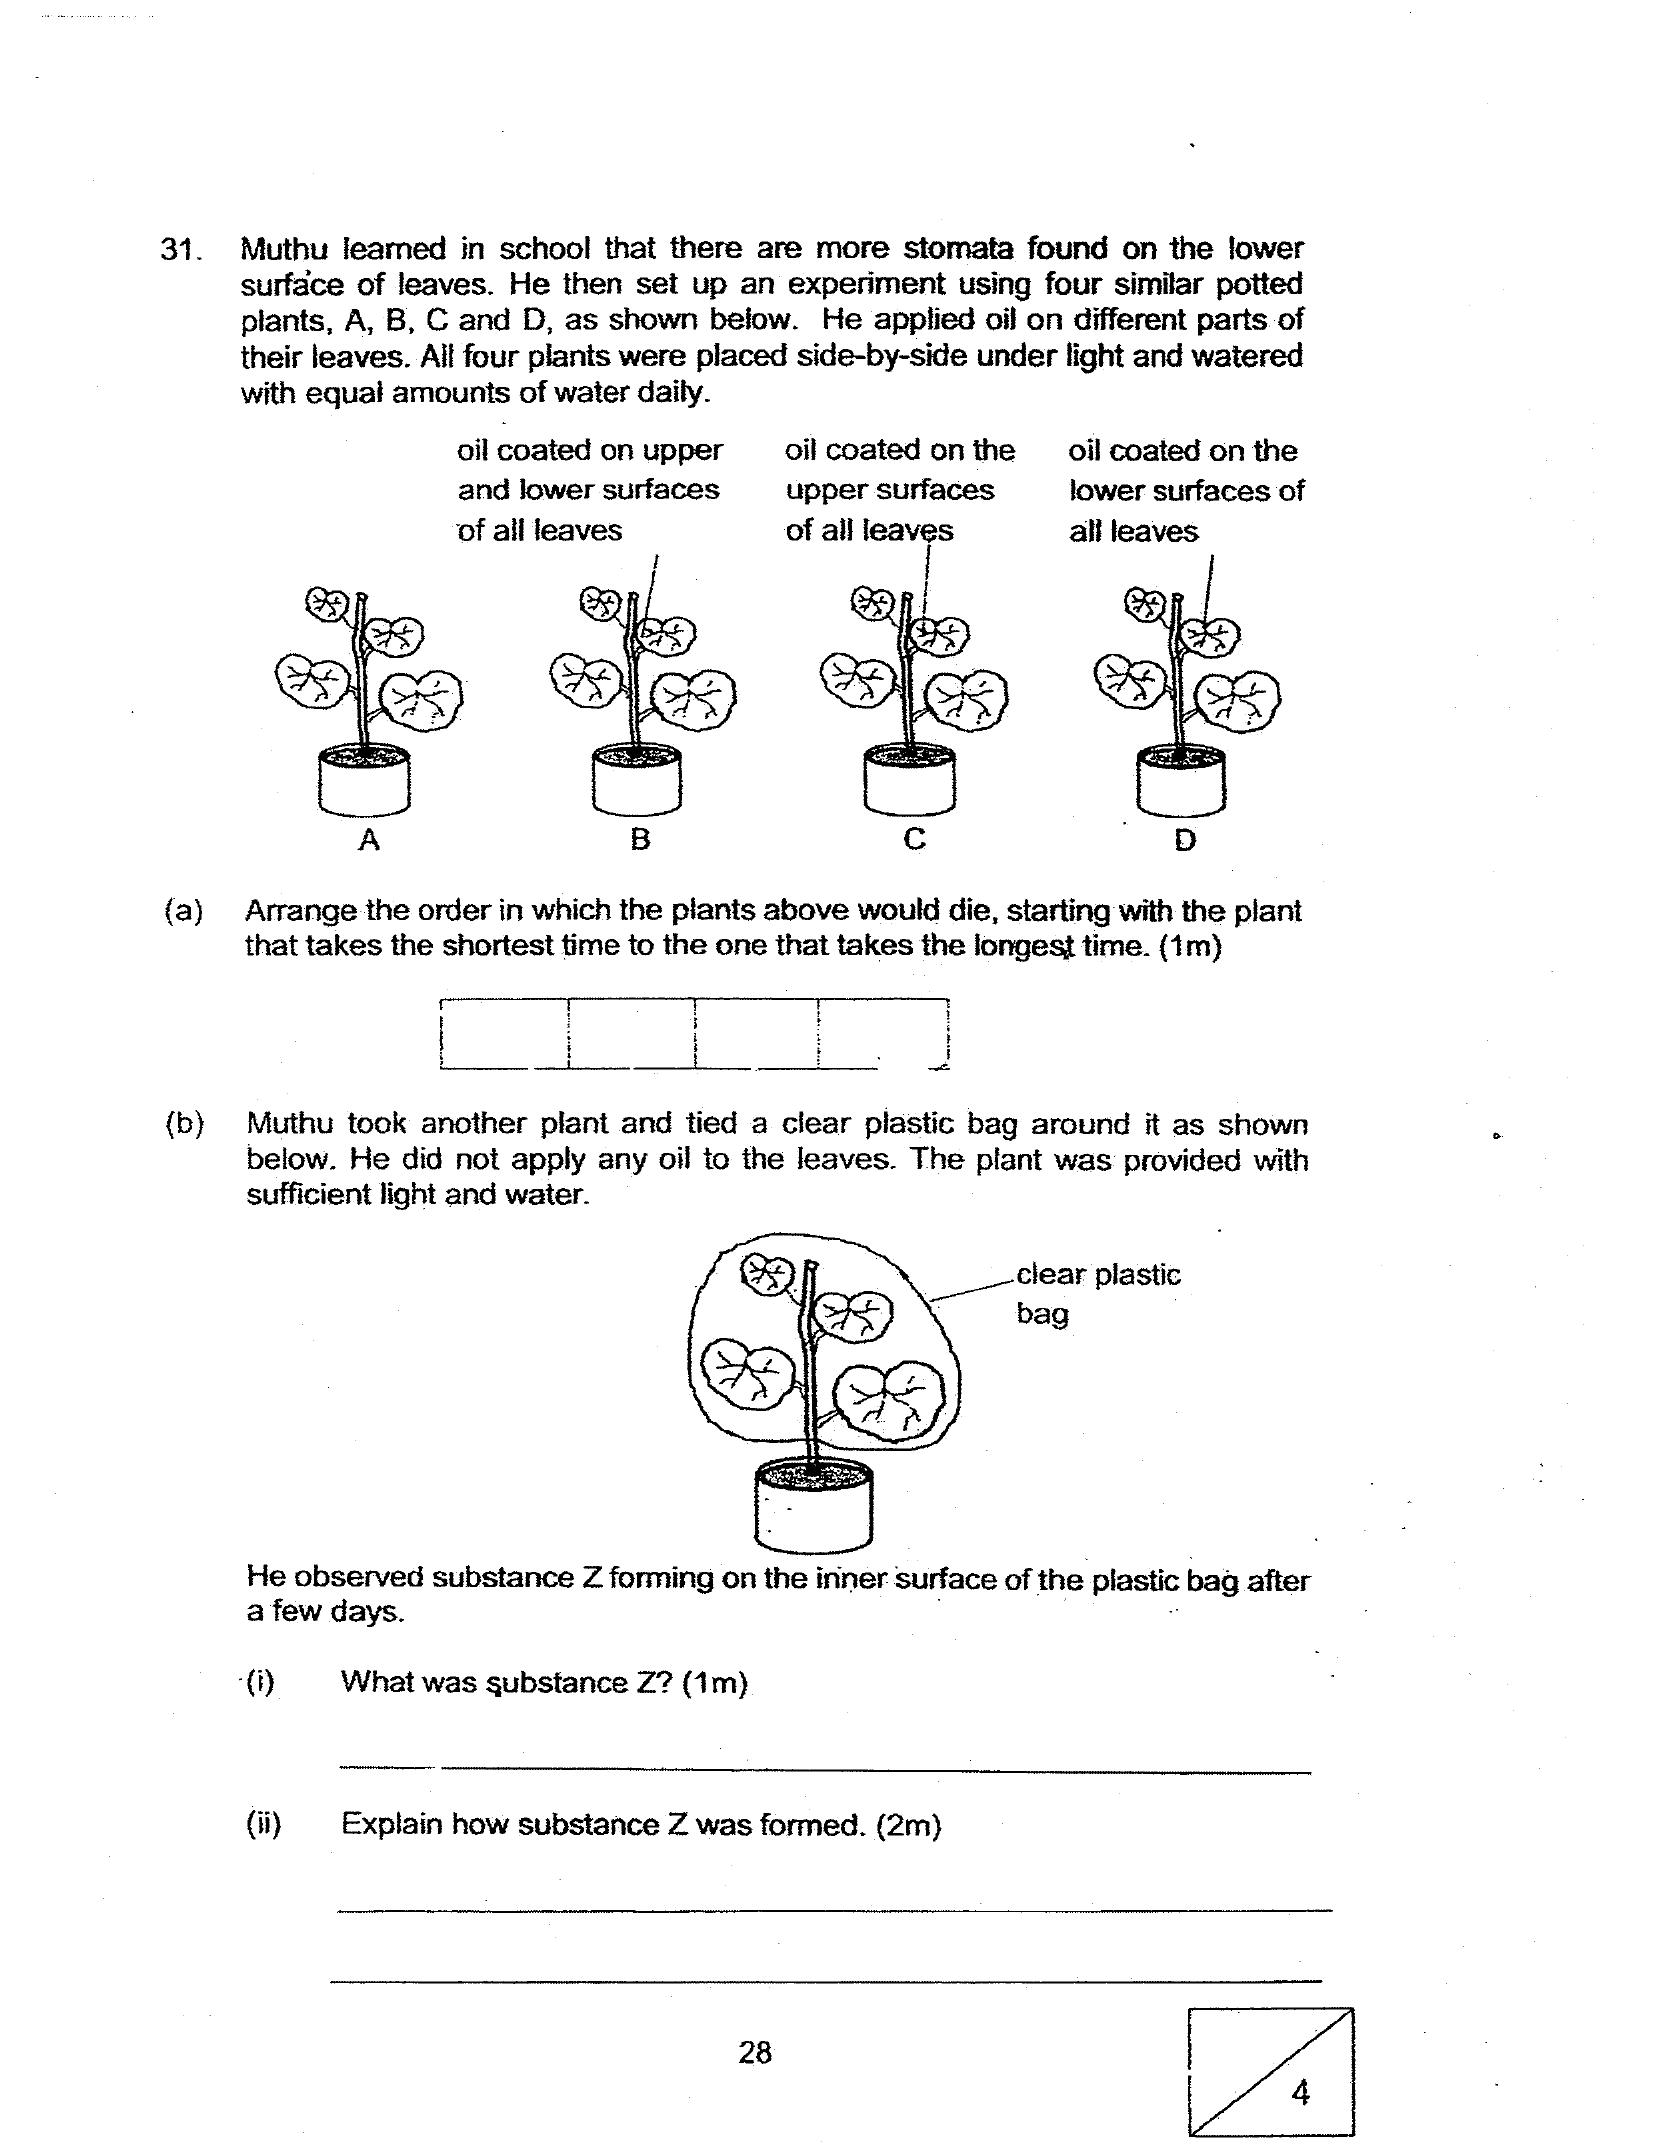 31. Muthu learned in school that there are more stomata found on the lower
surface of leaves. He then set up an experiment using four similar potted
plants, A, B, C and D, as shown below. He applied oil on different parts of
their leaves. All four plants were placed side-by-side under light and watered
with equal amounts of water daily.
oil coated on upper
and lower surfaces
of all leaves
oil coated on the
upper surfaces
of all leaves
oil coated on the
lower surfaces of
all leaves
A B C D
(a) Arrange the order in which the plants above would die, starting with the plant
that takes the shortest time to the one that takes the longest time. (1m)
(b) Muthu took another plant and tied a clear plastic bag around it as shown
below. He did not apply any oil to the leaves. The plant was provided with
sufficient light and water.
clear plastic
bag
He observed substance Z forming on the inner surface of the plastic bag after
a few days.
(i) What was substance Z? (1m)
(ii) Explain how substance Z was formed. (2m)
28
4